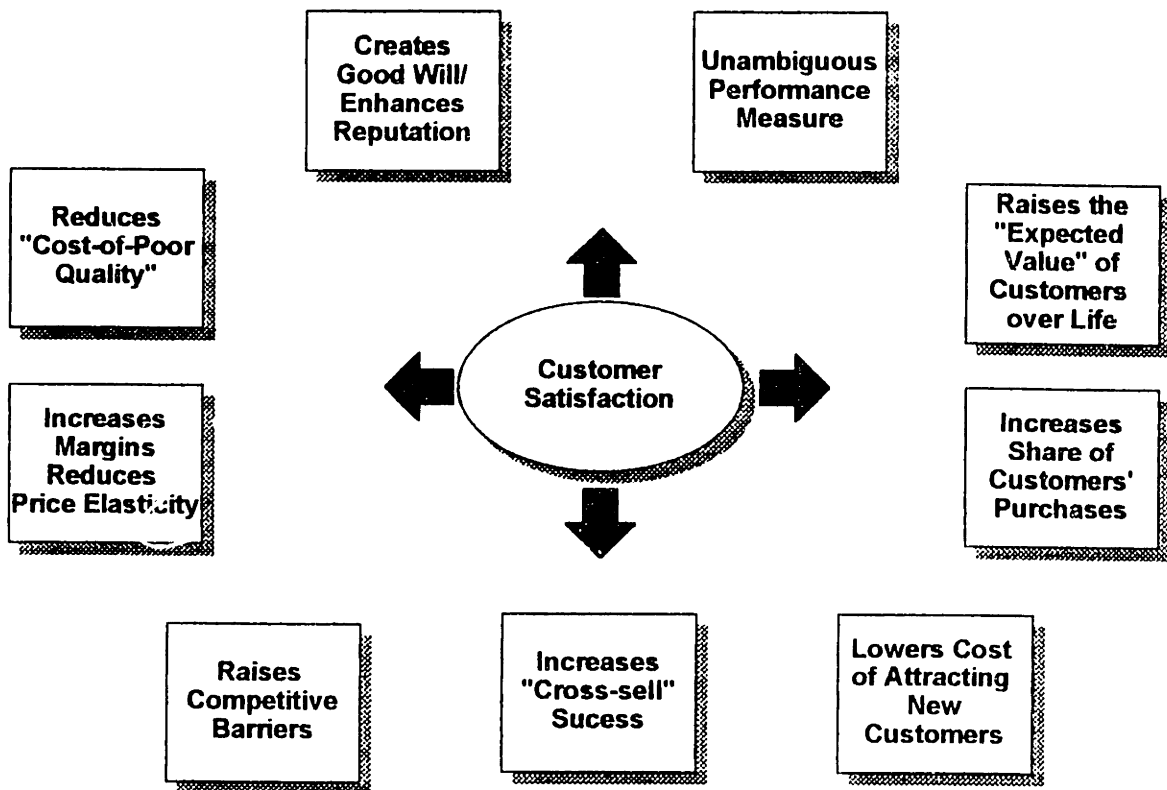 Creates
Good Will/
Enhances
Reputation
Unambiguous
Performance
Measure
Reduces
"Cost-of-Poor
Quality"
Raises the
"Expected
Value" of
Customers
over Life
Customer
Satisfaction
Increases
Margins
Reduces
Price Elasticity
Increases
Share of
Customers'
Purchases
Raises
Competitive
Barriers
Increases
"Cross-sell"
Sucess
Lowers Cost
of Attracting
New
Customers